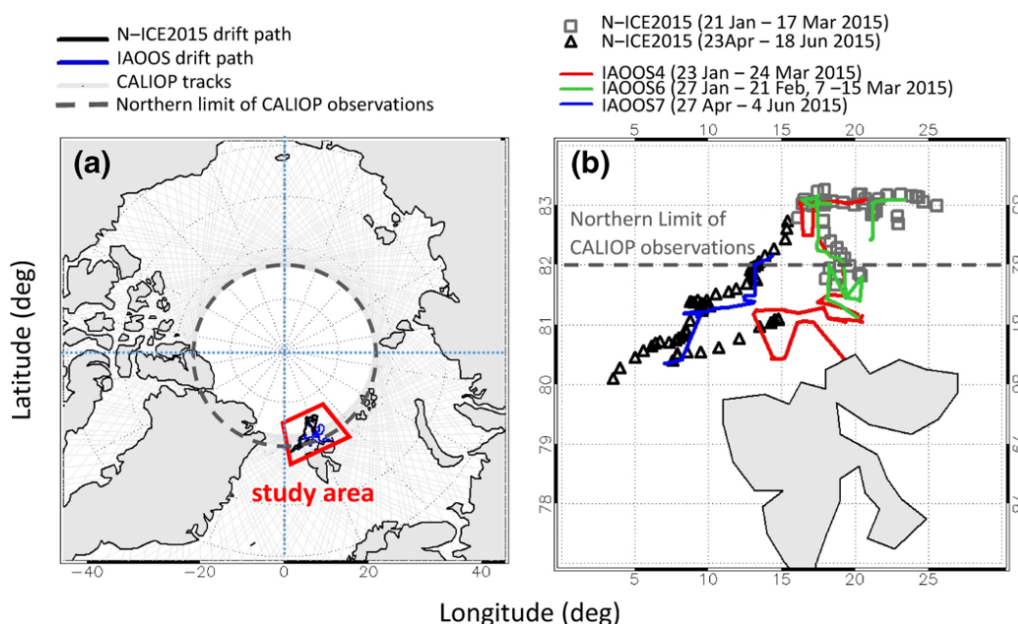 N–ICE2015 drift path
IAOOS drift path
CALIOP tracks
Northern limit of CALIOP observations
N–ICE2015 (21 Jan – 17 Mar 2015)
N–ICE2015 (23Apr – 18 Jun 2015)
IAOOS4 (23 Jan – 24 Mar 2015)
IAOOS6 (27 Jan – 21 Feb, 7 –15 Mar 2015)
IAOOS7 (27 Apr – 4 Jun 2015)
(a)
study area
−40 0 20 40
(b)
5 10 15 20 25
83
82
81
80
79
78
Northern Limit of
CALIOP observations
5 10 15 20 25
Latitude (deg)
Longitude (deg)